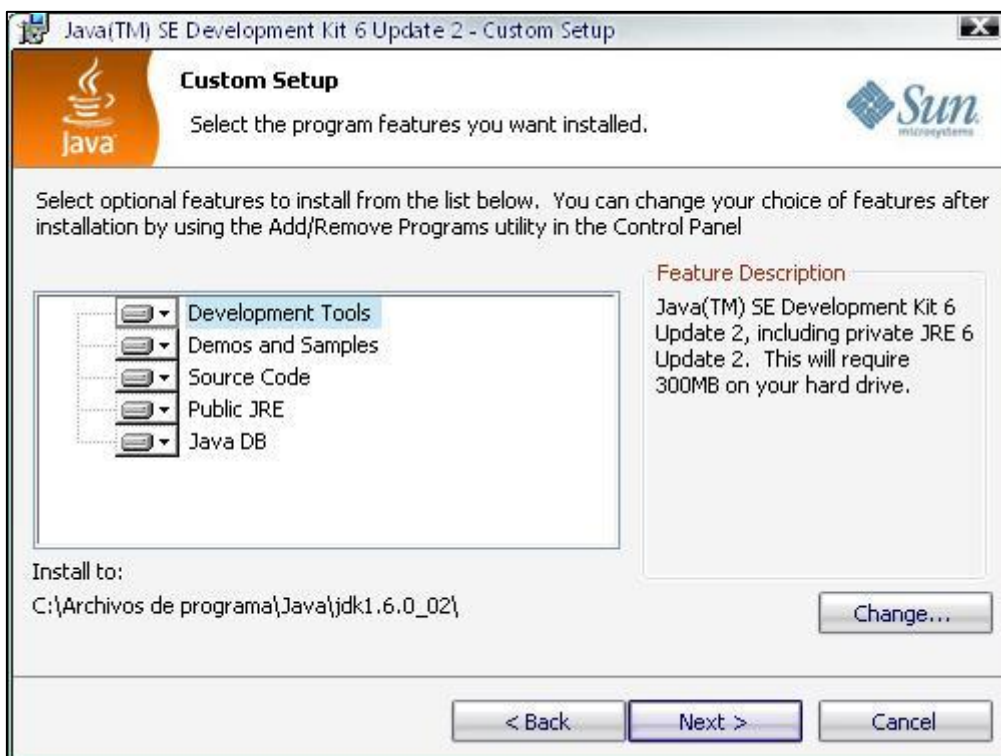 Java(TM) SE Development Kit 6 Update 2 - Custom Setup
Java
Custom Setup
Select the program features you want installed.
Sun
microsystems
Select optional features to install from the list below. You can change your choice of features after
installation by using the Add/Remove Programs utility in the Control Panel
Development Tools
Demos and Samples
Source Code
Public JRE
Java DB
Feature Description
Java(TM) SE Development Kit 6
Update 2, including private JRE 6
Update 2. This will require
300MB on your hard drive.
Install to:
C:\Archivos de programa\Java\jdk1.6.0_02\
Change...
< Back
Next >
Cancel